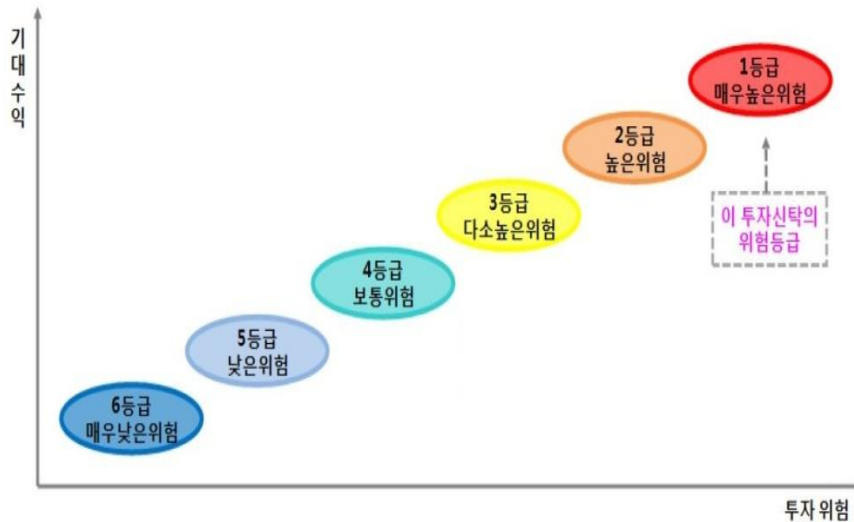 기
대
수
익
1등급
매우높은위험
2등급
높은위험
이 투자신탁의
위험등급
3등급
다소높은위험
4등급
보통위험
5등급
낮은위험
6등급
매우낮은위험
투자 위험